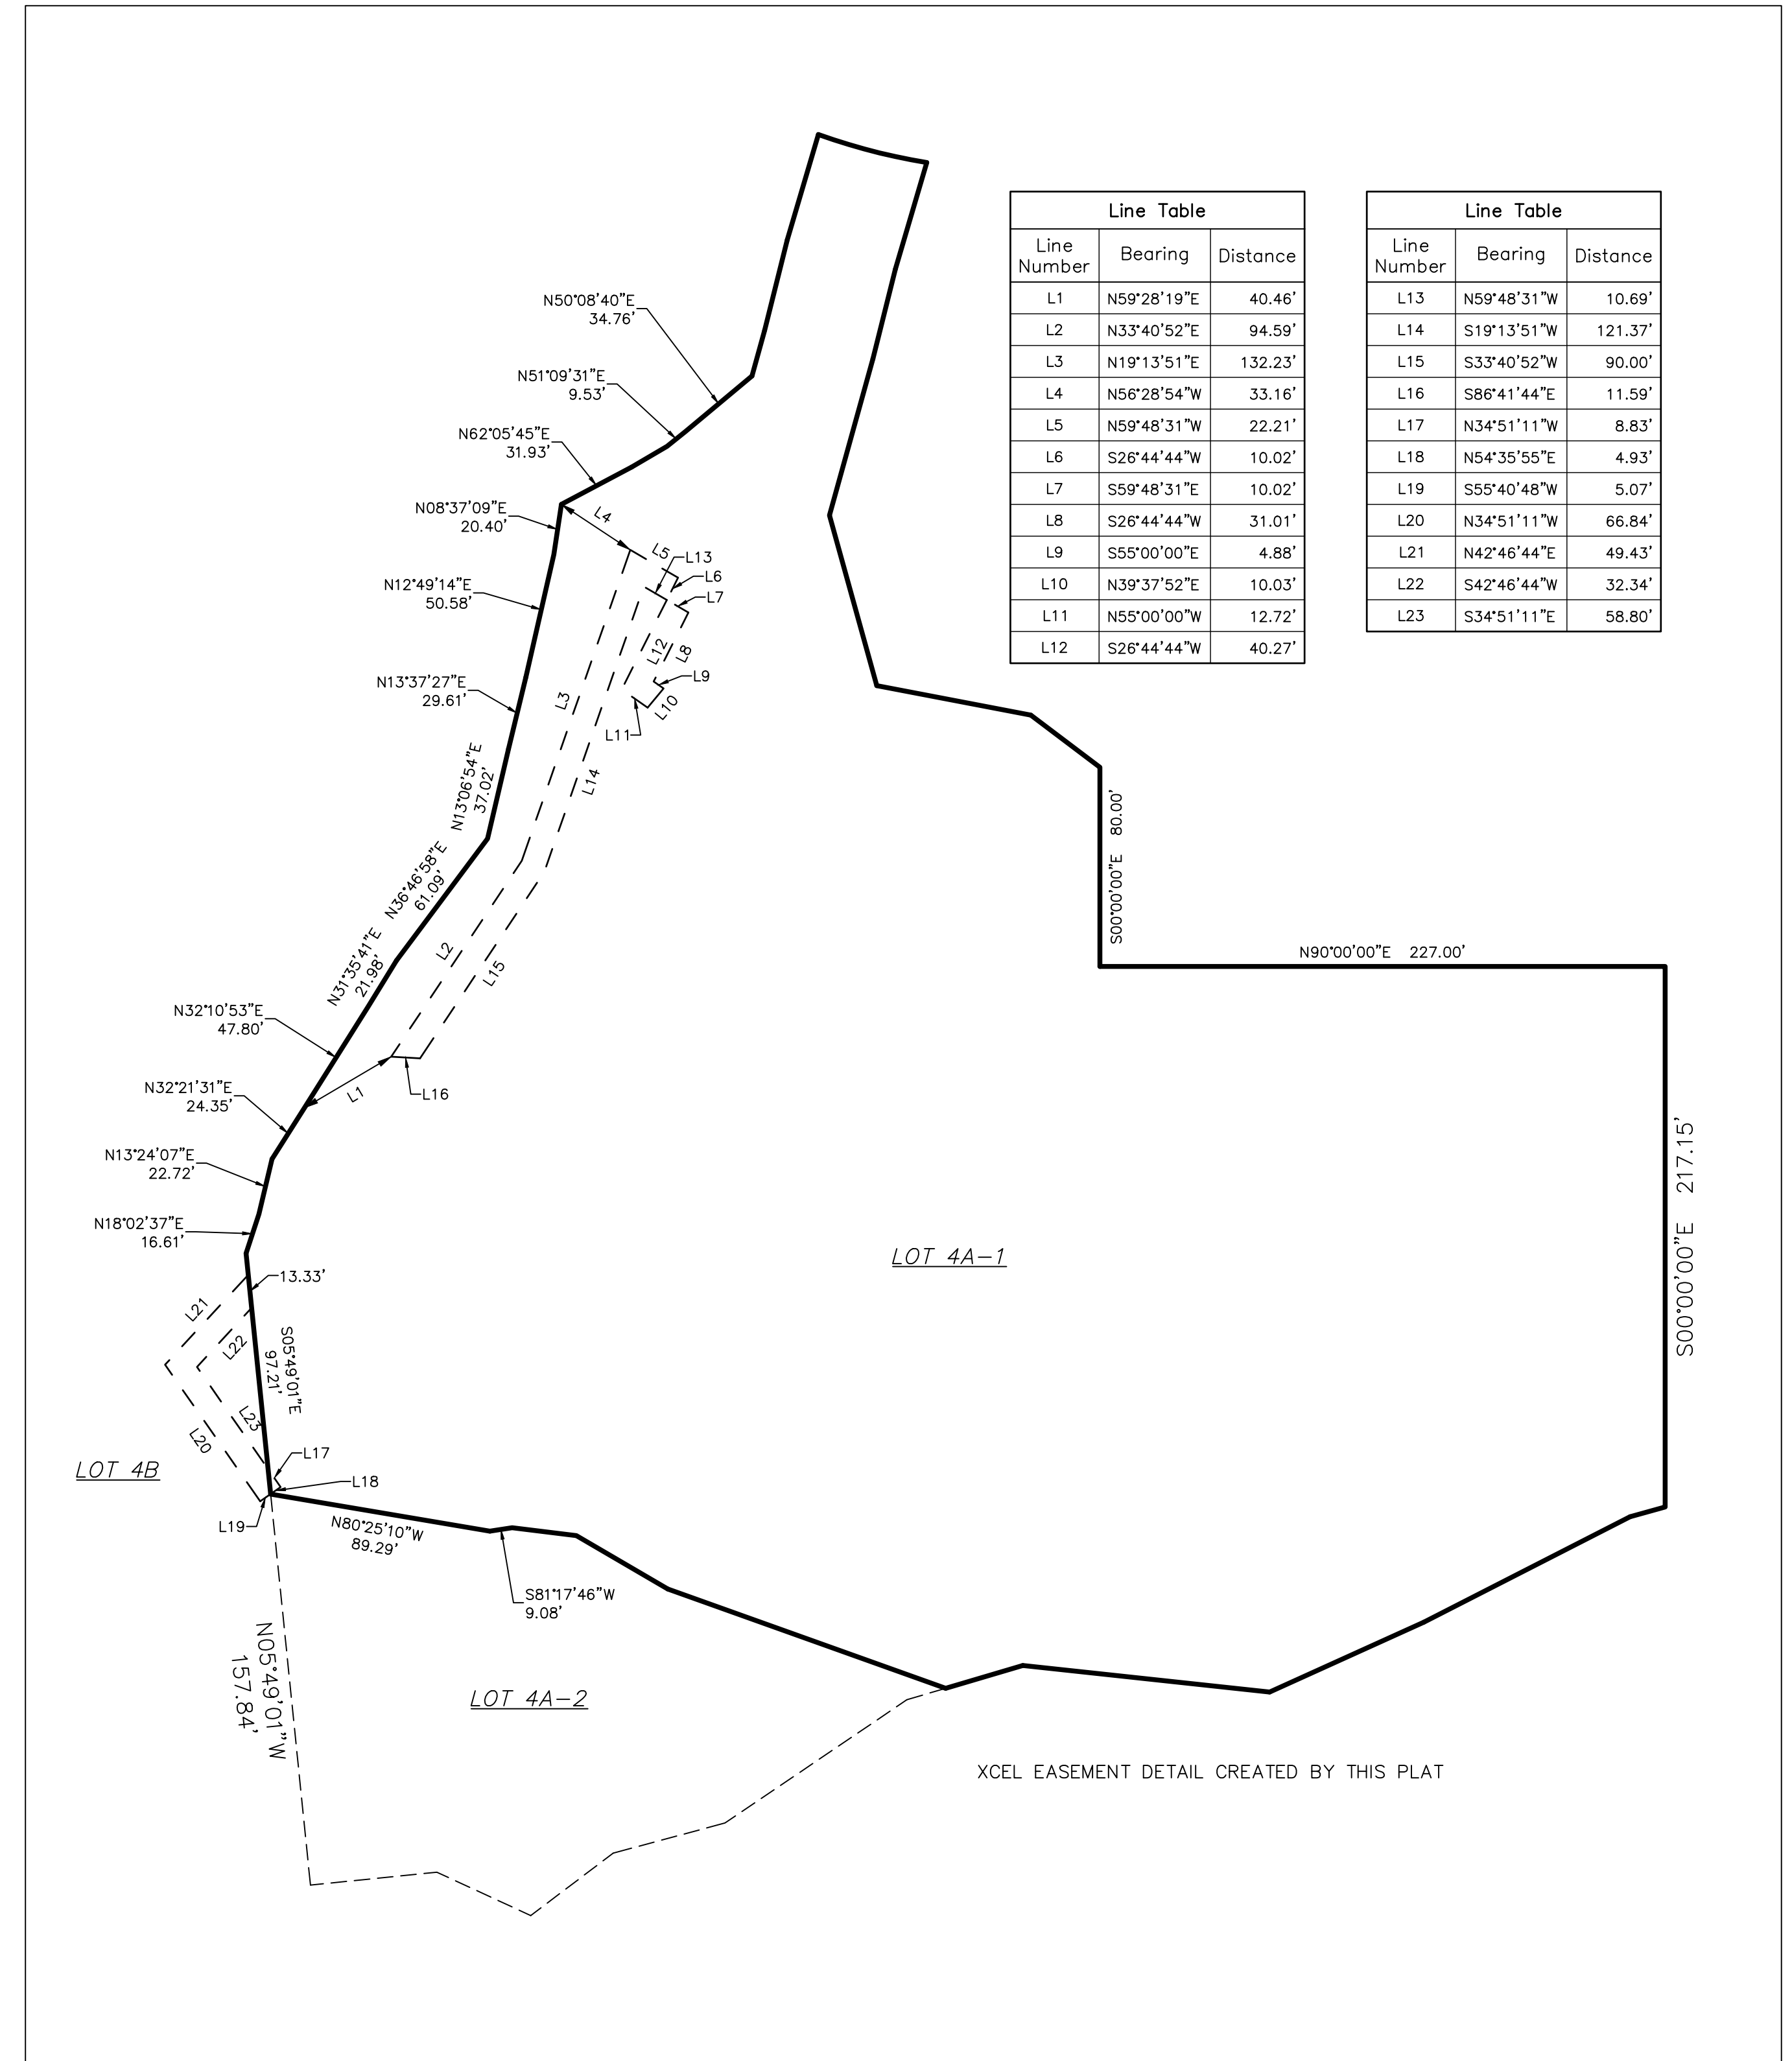 N50°08'40"E
34.76'
N51°09'31"E
9.53'
N62°05'45"E
31.93'
N08°37'09"E
20.40'
N12°49'14"E
50.58'
N13°37'27"E
29.61'
N13°06'54"E
37.02'
N36°46'58"E
61.09'
N31°35'41"E
21.98'
N32°10'53"E
47.80'
N32°21'31"E
24.35'
N13°24'07"E
22.72'
N18°02'37"E
16.61'
13.33'
S05°49'01"E
97.21'
L4
L5
L13
L6
L7
L12
L8
L9
L10
L11
L3
L14
L2
L15
L1
L16
L21
L22
L23
L20
L17
L18
L19
Line Table
Line Number Bearing Distance
L1 N59°28'19"E 40.46'
L2 N33°40'52"E 94.59'
L3 N19°13'51"E 132.23'
L4 N56°28'54"W 33.16'
L5 N59°48'31"W 22.21'
L6 S26°44'44"W 10.02'
L7 S59°48'31"E 10.02'
L8 S26°44'44"W 31.01'
L9 S55°00'00"E 4.88'
L10 N39°37'52"E 10.03'
L11 N55°00'00"W 12.72'
L12 S26°44'44"W 40.27'
Line Table
Line Number Bearing Distance
L13 N59°48'31"W 10.69'
L14 S19°13'51"W 121.37'
L15 S33°40'52"W 90.00'
L16 S86°41'44"E 11.59'
L17 N34°51'11"W 8.83'
L18 N54°35'55"E 4.93'
L19 S55°40'48"W 5.07'
L20 N34°51'11"W 66.84'
L21 N42°46'44"E 49.43'
L22 S42°46'44"W 32.34'
L23 S34°51'11"E 58.80'
S00°00'00"E 80.00'
N90°00'00"E 227.00'
S00°00'00"E 217.15'
LOT 4A-1
LOT 4B
N80°25'10"W
89.29'
S81°17'46"W
9.08'
N05°49'01"W
157.84'
LOT 4A-2
XCEL EASEMENT DETAIL CREATED BY THIS PLAT